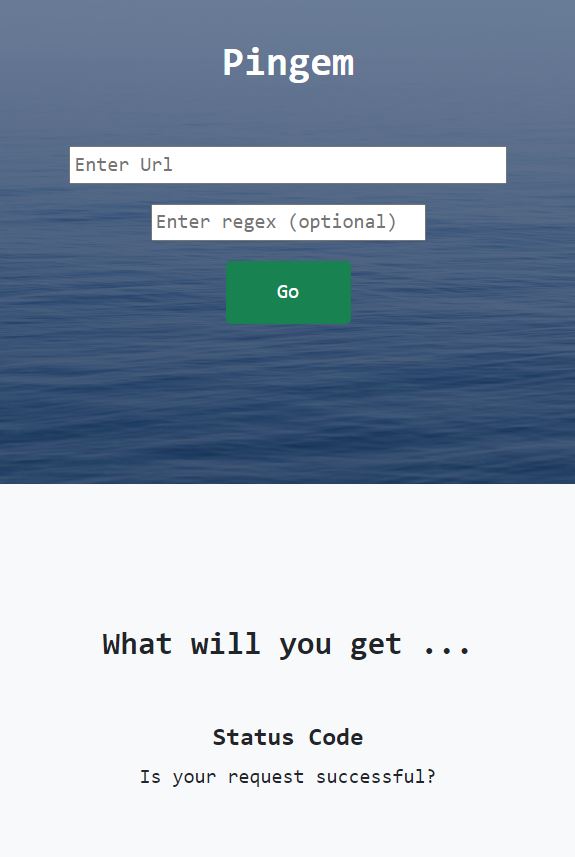 Pingem
Enter Url
Enter regex (optional)
Go
What will you get ...
Status Code
Is your request successful?